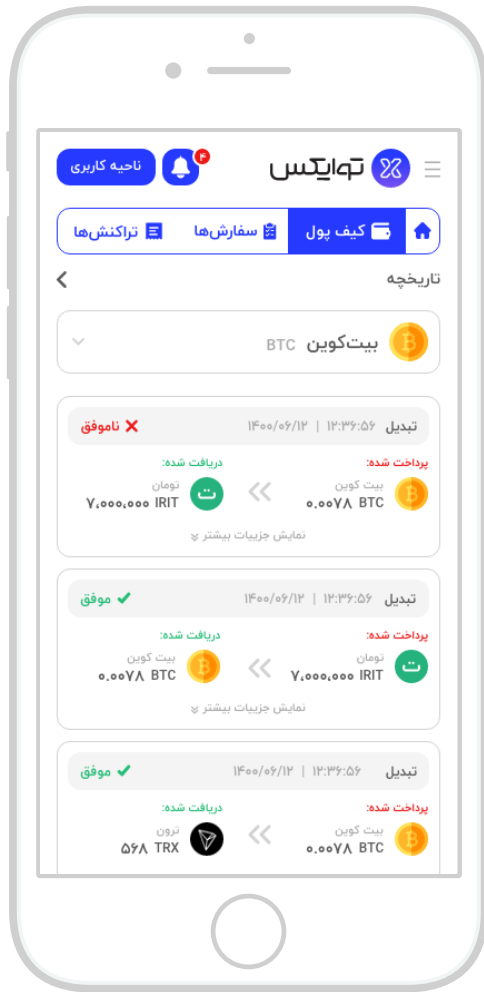 توایکس ۴ ناحیه کاربری
کیف پول سفارش‌ها تراکنش‌ها
تاریخچه
بیت‌کوین BTC
تبدیل ۱۲:۳۶:۵۶ | ۱۴۰۰/۰۶/۱۲ ناموفق
پرداخت شده: دریافت شده:
بیت کوین تومان
۰.۰۰۷۸ BTC ۷,۰۰۰,۰۰۰ IRIT
نمایش جزییات بیشتر
تبدیل ۱۲:۳۶:۵۶ | ۱۴۰۰/۰۶/۱۲ موفق
پرداخت شده: دریافت شده:
تومان بیت کوین
۷,۰۰۰,۰۰۰ IRIT ۰.۰۰۷۸ BTC
نمایش جزییات بیشتر
تبدیل ۱۲:۳۶:۵۶ | ۱۴۰۰/۰۶/۱۲ موفق
پرداخت شده: دریافت شده:
بیت کوین ترون
۰.۰۰۷۸ BTC ۵۶۸ TRX